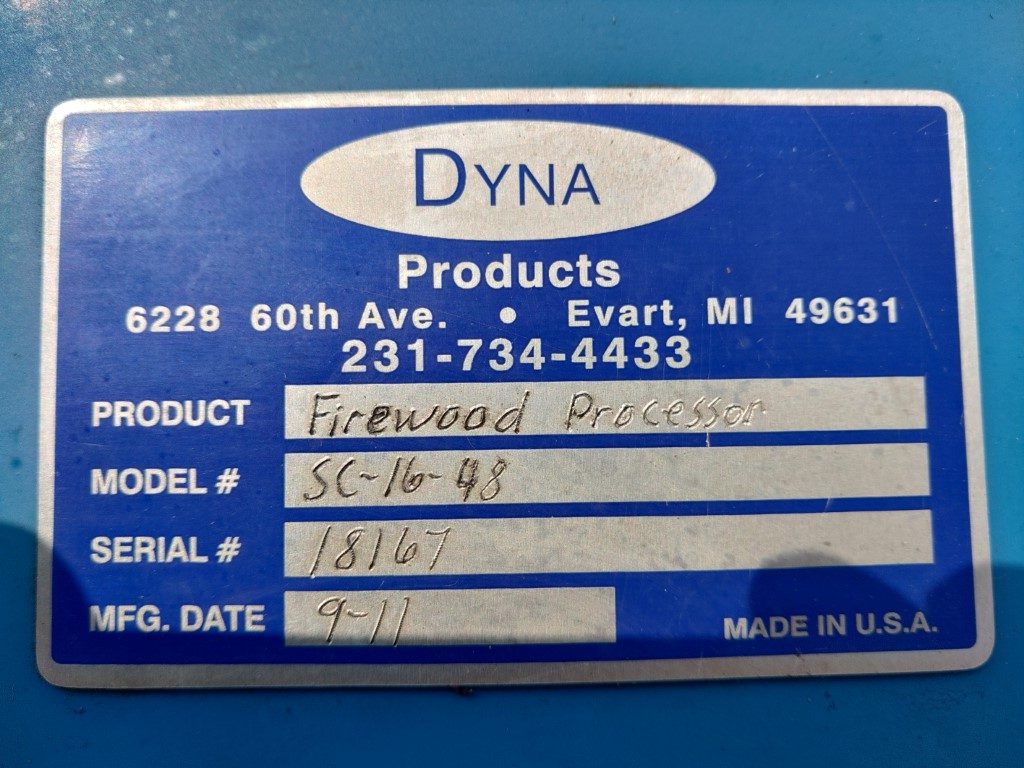 DYNA
Products
6228 60th Ave. • Evart, MI 49631
231-734-4433
PRODUCT Firewood Processor
MODEL # SC-16-48
SERIAL # 18167
MFG. DATE 9-11
MADE IN U.S.A.